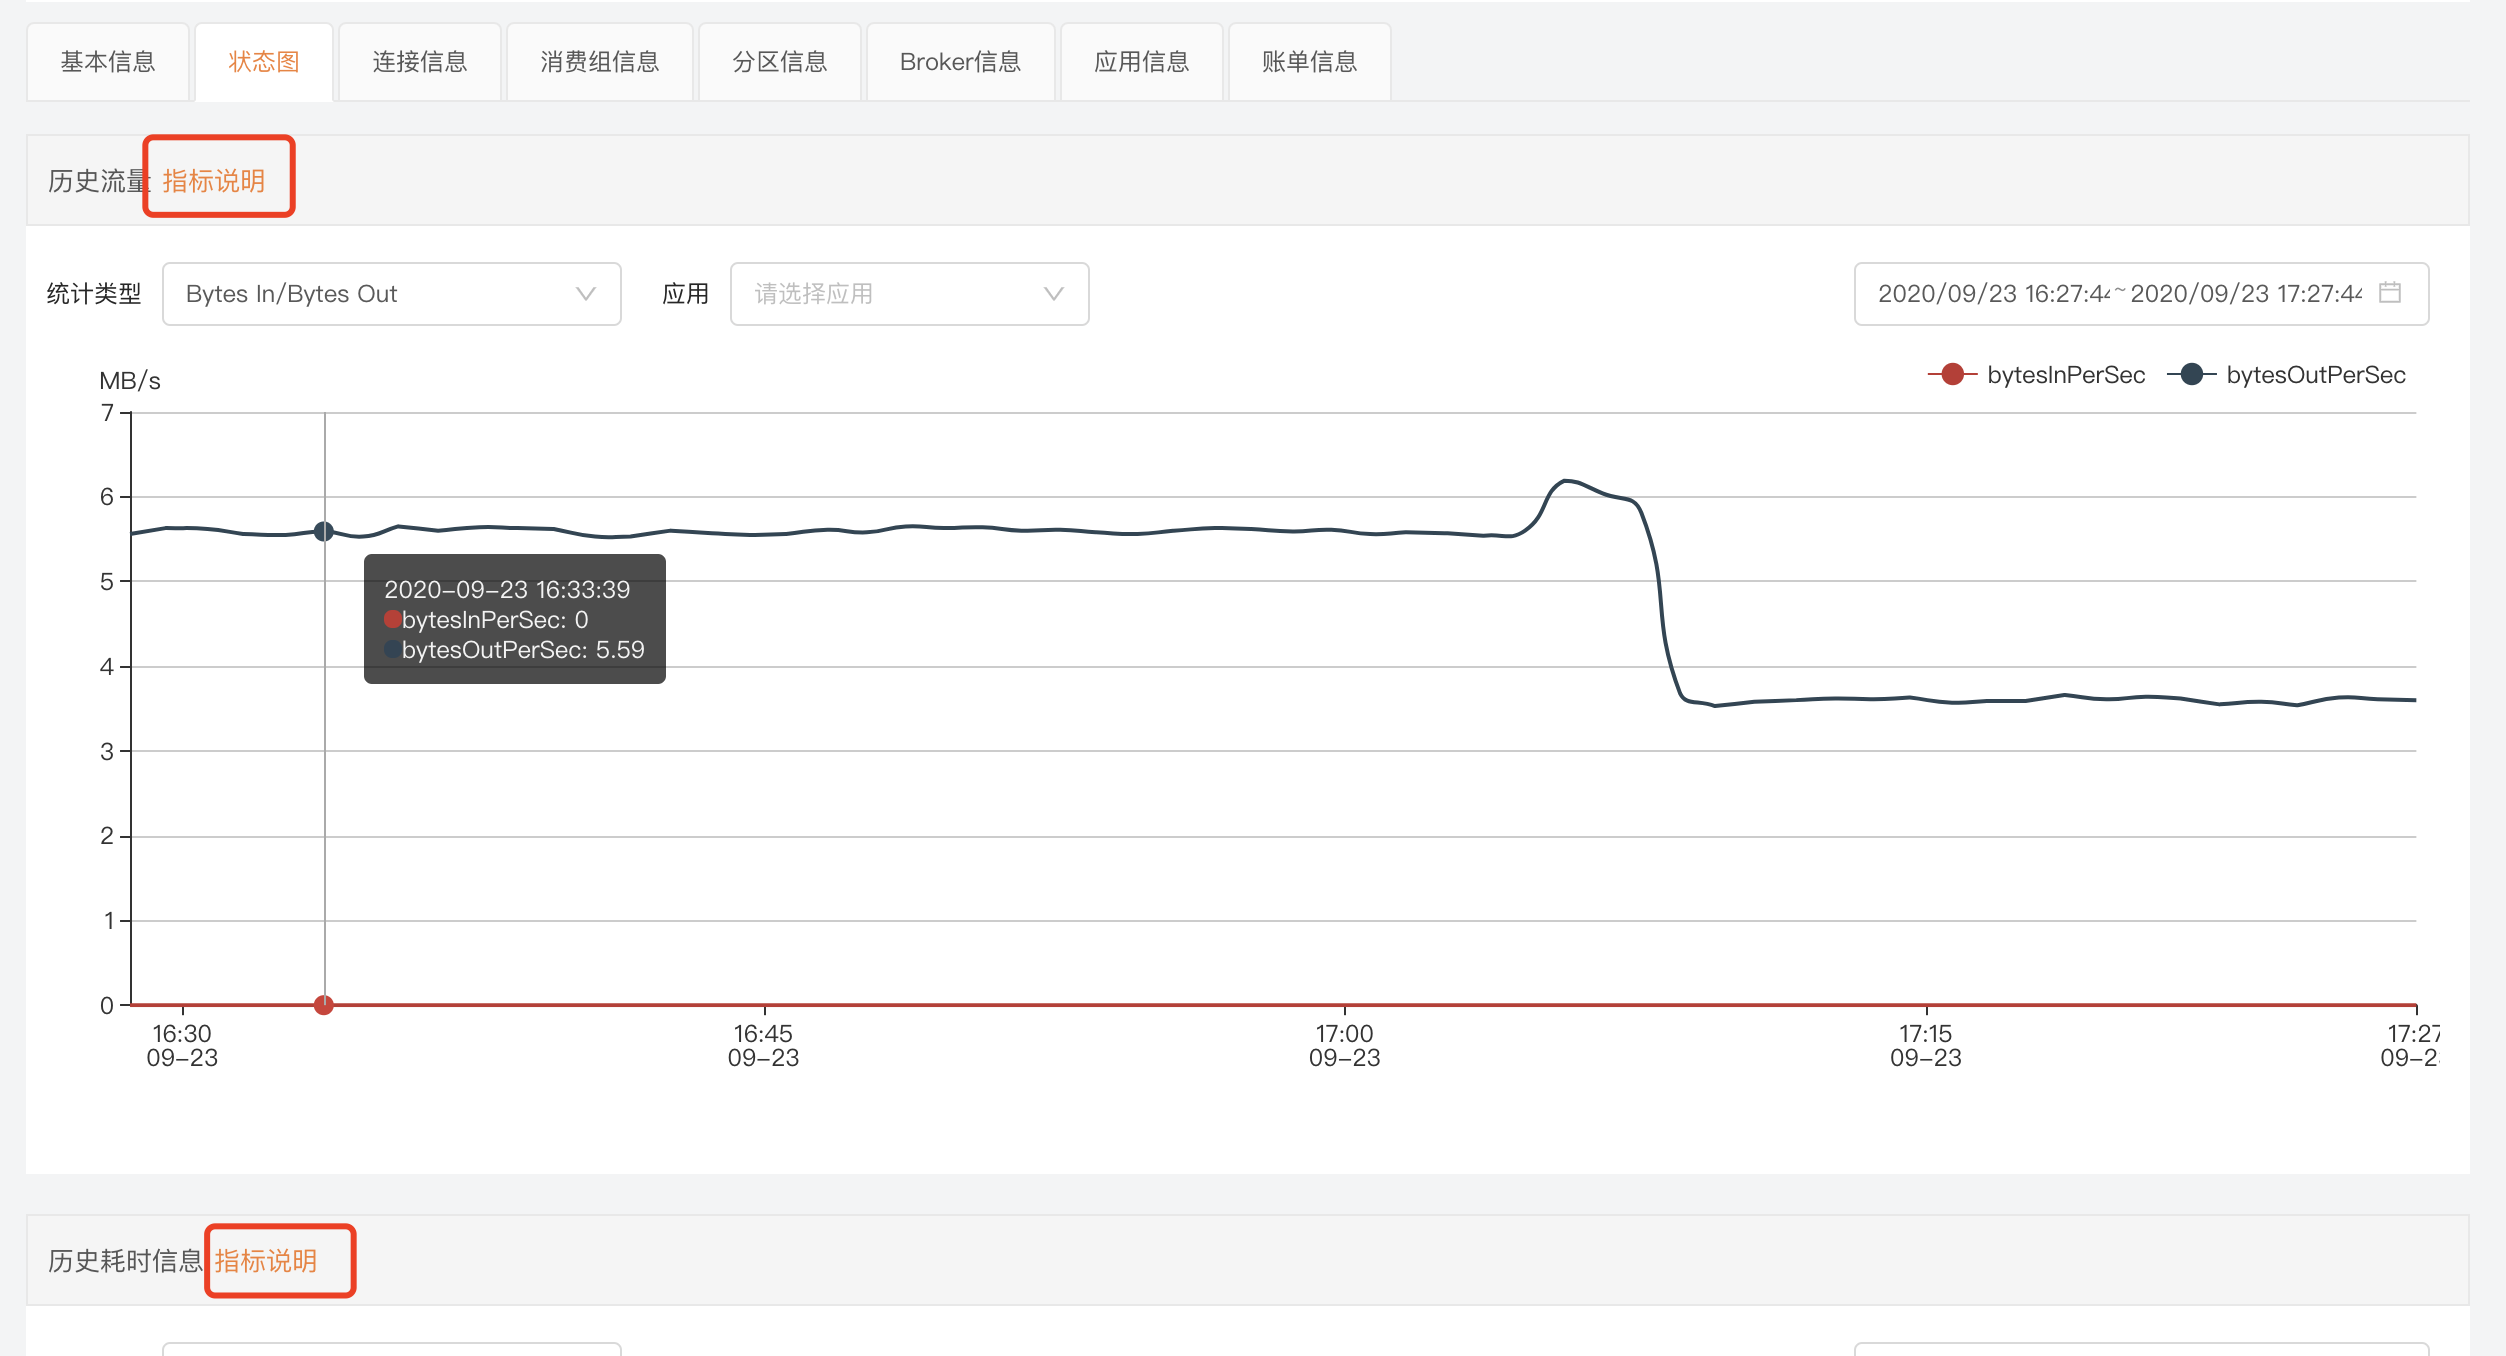 基本信息 状态图 连接信息 消费组信息 分区信息 Broker信息 应用信息 账单信息
历史流量 指标说明
统计类型 Bytes In/Bytes Out 应用 请选择应用 2020/09/23 16:27:44 ~ 2020/09/23 17:27:44
MB/s bytesInPerSec bytesOutPerSec
7
6
5
2020-09-23 16:33:39
bytesInPerSec: 0
bytesOutPerSec: 5.59
4
3
2
1
0
16:30 16:45 17:00 17:15 17:27
09-23 09-23 09-23 09-23 09-2
历史耗时信息 指标说明